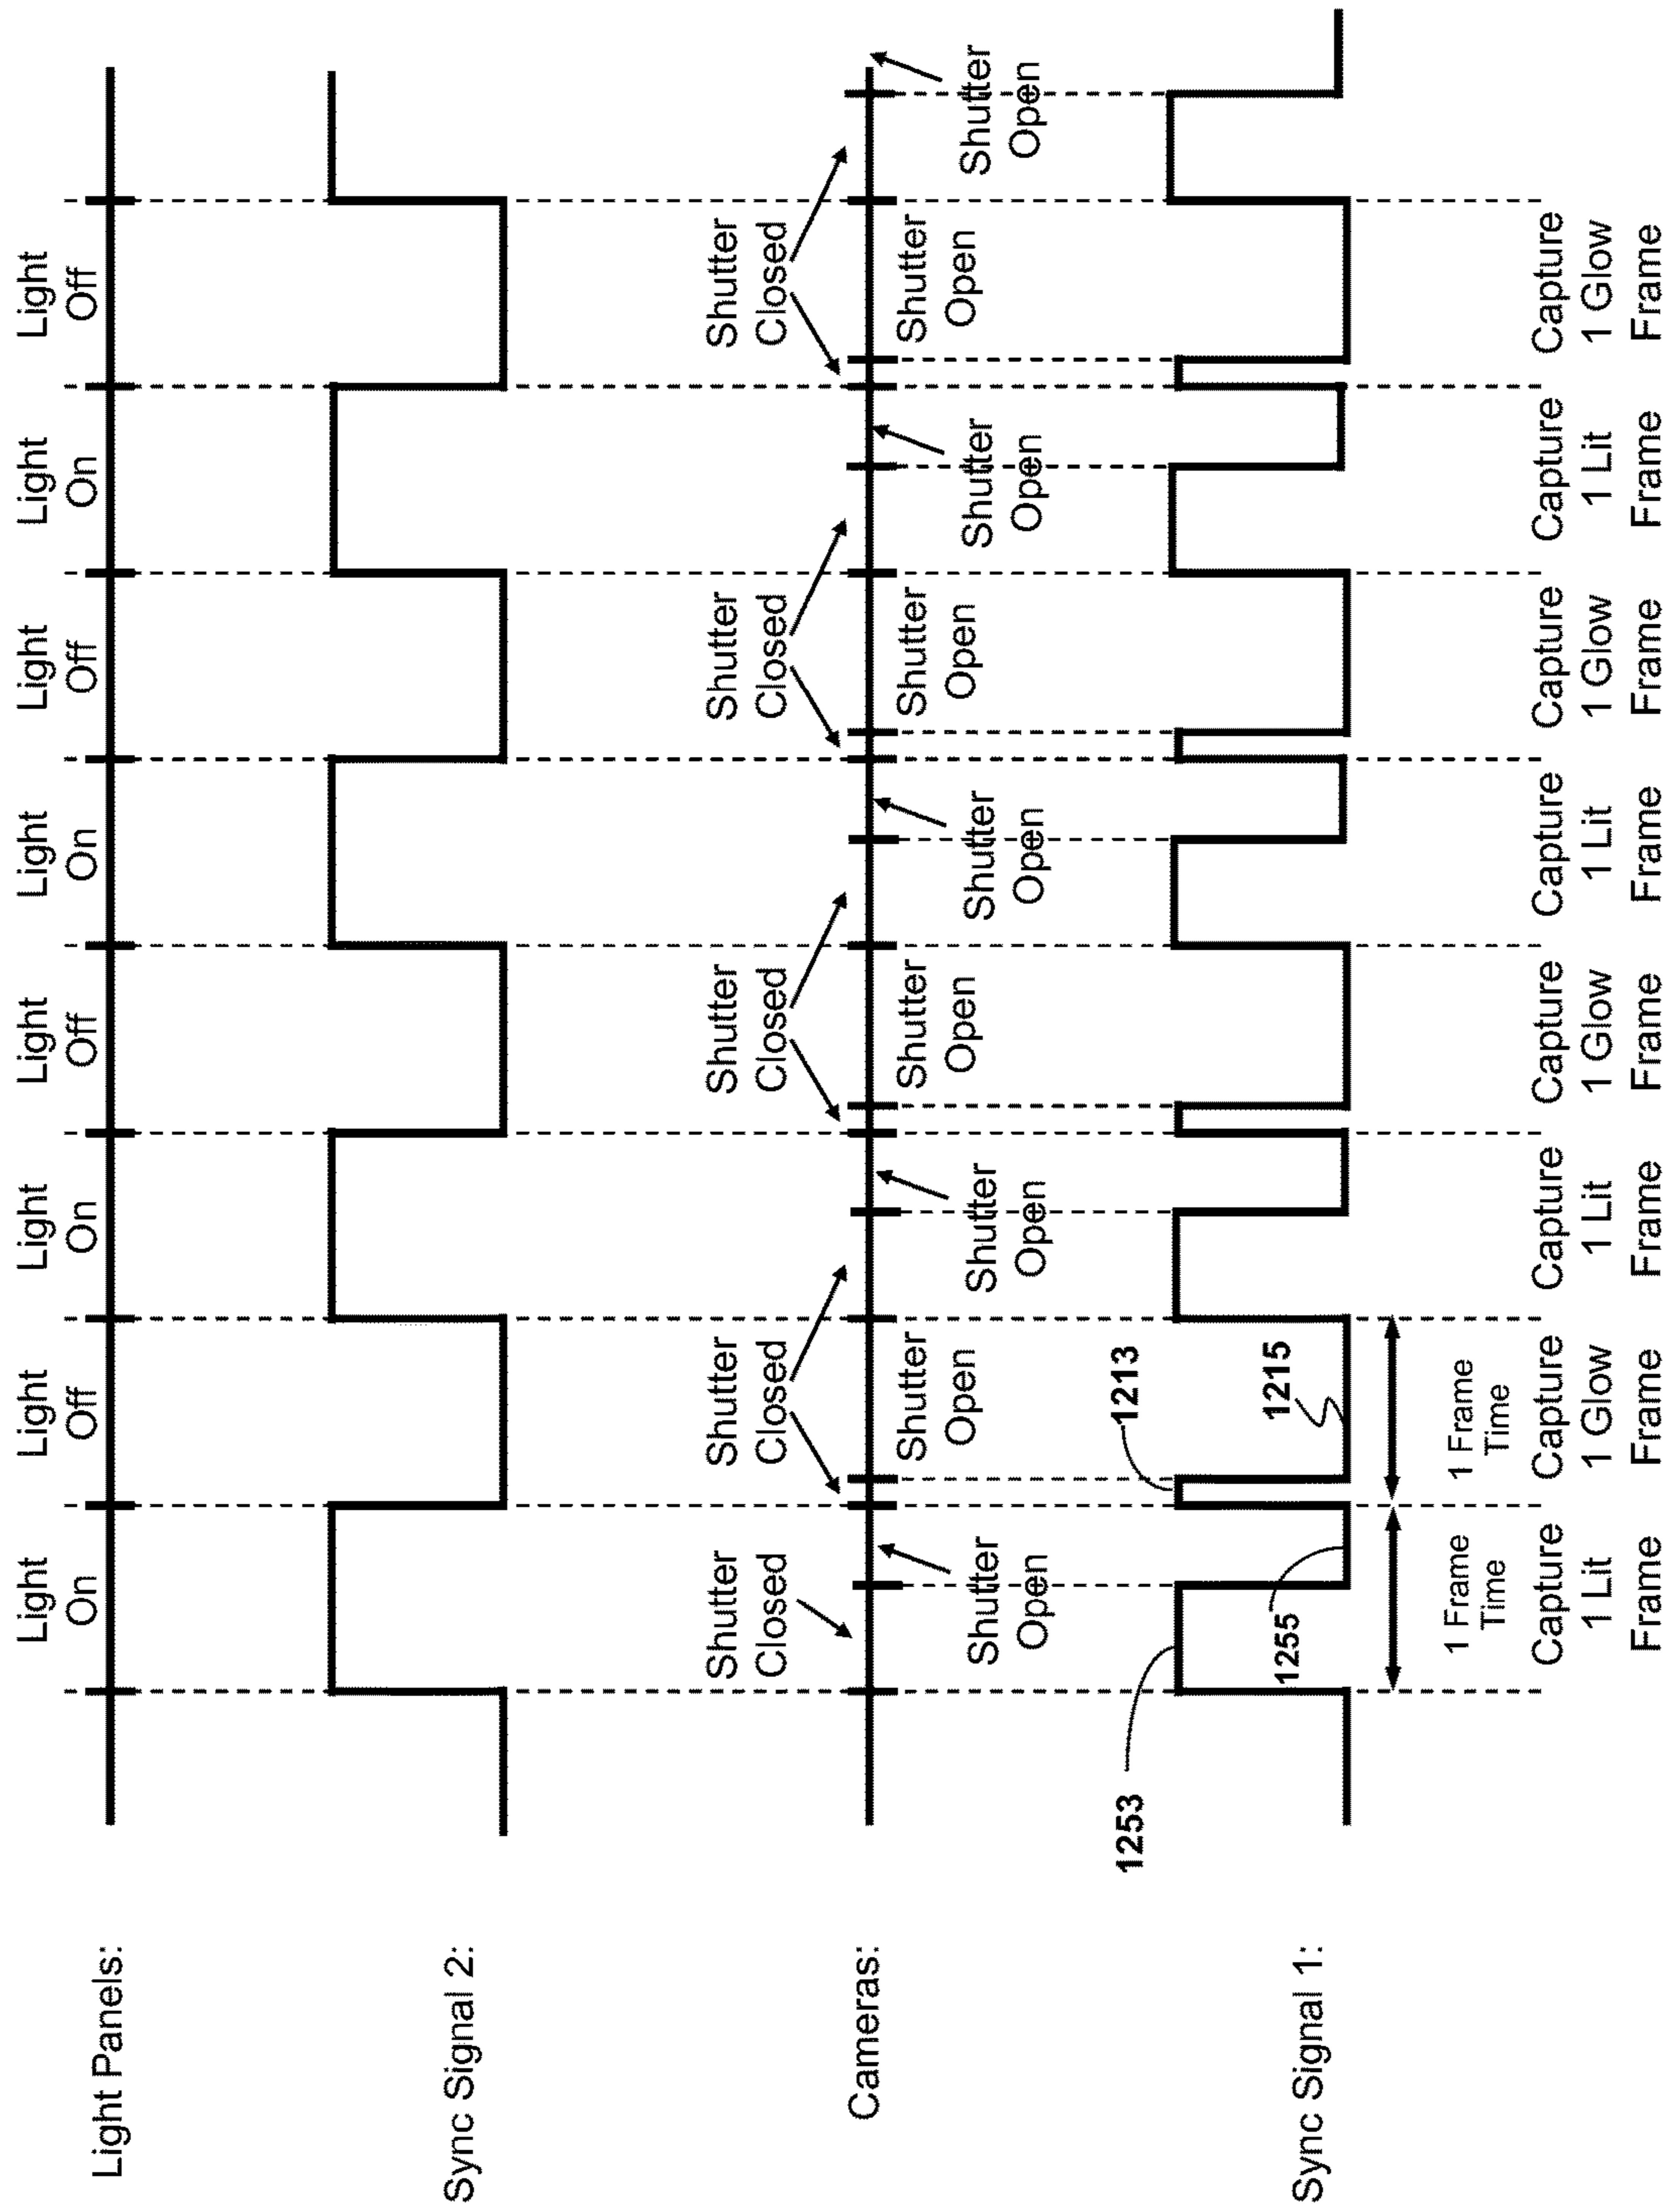 Light
On
Light
Off
Light
On
Light
Off
Light
On
Light
Off
Light
On
Light
Off
Light Panels:
Sync Signal 2:
Shutter
Closed
Shutter
Closed
Shutter
Closed
Shutter
Closed
Shutter
Closed
Cameras:
Shutter
Open
Shutter
Open
Shutter
Open
Shutter
Open
Shutter
Open
Shutter
Open
Shutter
Open
Shutter
Open
Shutter
Open
1253
1213
1255
1215
Sync Signal 1:
1 Frame
Time
1 Frame
Time
Capture
1 Lit
Frame
Capture
1 Glow
Frame
Capture
1 Lit
Frame
Capture
1 Glow
Frame
Capture
1 Lit
Frame
Capture
1 Glow
Frame
Capture
1 Lit
Frame
Capture
1 Glow
Frame